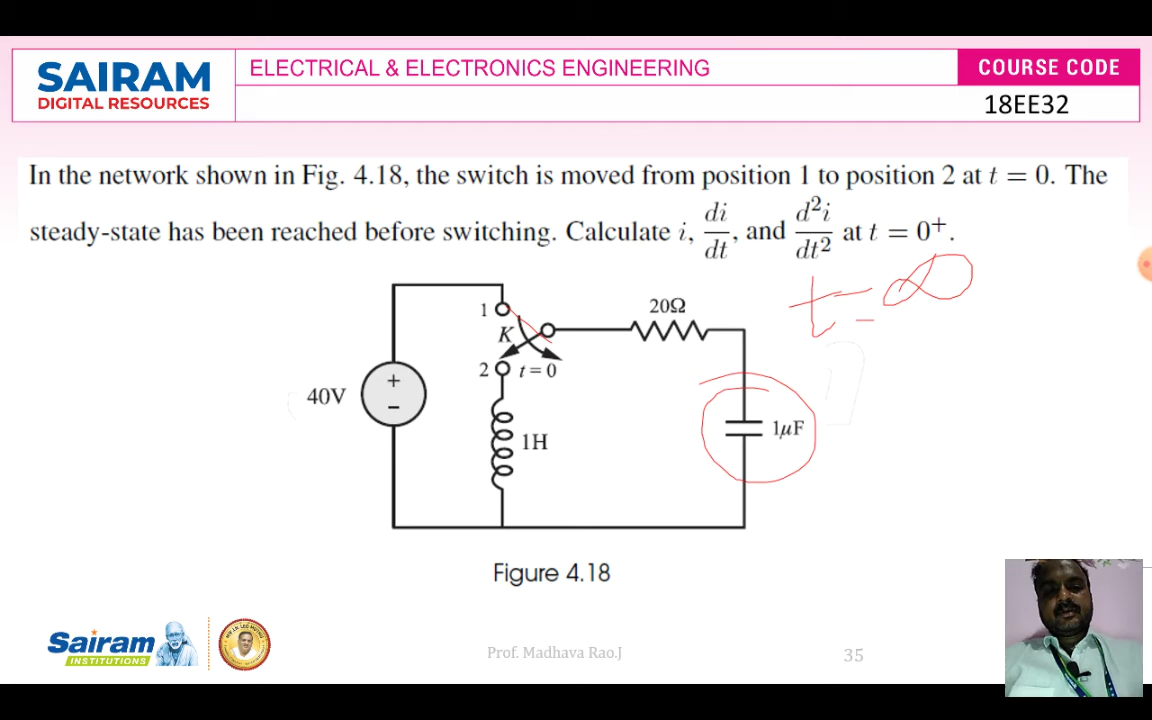 SAIRAM
DIGITAL RESOURCES
ELECTRICAL & ELECTRONICS ENGINEERING
COURSE CODE
18EE32
In the network shown in Fig. 4.18, the switch is moved from position 1 to position 2 at t = 0. The
steady-state has been reached before switching. Calculate i, di/dt, and d²i/dt² at t = 0⁺.
t = ∞
1
K
2
t = 0
20Ω
40V
1H
1μF
Figure 4.18
Sairam
INSTITUTIONS
Prof. Madhava Rao.J
35